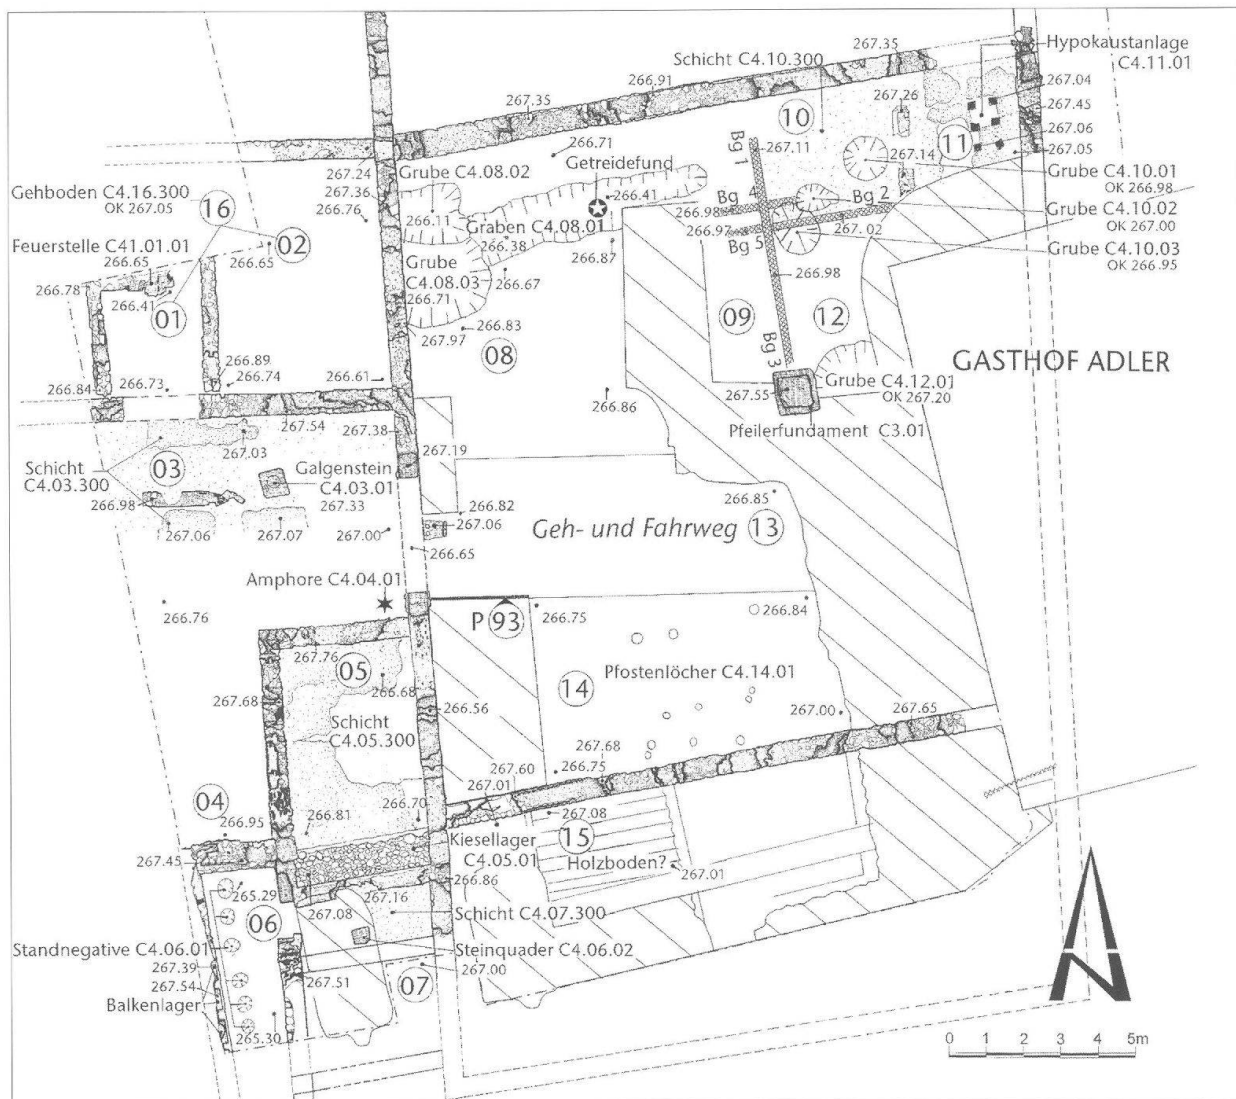 267.35
Schicht C4.10.300
Hypokaustanlage
C4.11.01
266.91
267.04
267.35
267.26
267.45
10
11
266.71
Bg 1
267.11
267.06
267.14
267.05
267.24
Grube C4.08.02
Getreidefund
Grube C4.10.01
OK 266.98
Gehboden C4.16.300
OK 267.05
16
267.36
266.76
266.41
Bg 4
Bg 2
266.11
Graben C4.08.01
266.98
Grube C4.10.02
OK 267.00
02
266.38
266.97
Bg 5
267.02
Feuerstelle C41.01.01
266.65
266.65
Grube
C4.08.03
266.87
Grube C4.10.03
OK 266.95
266.67
266.98
266.78
266.41
266.71
01
266.83
09
12
267.97
08
Bg 3
266.89
266.74
266.61
GASTHOF ADLER
266.84
266.73
Grube C4.12.01
OK 267.20
267.55
266.86
267.54
267.38
Pfeilerfundament C3.01
267.03
267.19
Schicht
C4.03.300
03
Galgenstein
C4.03.01
267.33
266.98
266.85
266.82
267.06
267.07
267.00
267.06
Geh- und Fahrweg
13
266.65
Amphore C4.04.01
266.76
P 93
266.75
266.84
267.76
05
266.68
Pfostenlöcher C4.14.01
14
267.68
Schicht
C4.05.300
266.56
267.00
267.65
267.68
267.60
266.75
267.01
04
266.81
266.70
266.95
267.08
15
Kiesellager
C4.05.01
267.45
Holzboden?
267.01
265.29
266.86
267.16
06
267.08
Schicht C4.07.300
Standnegative C4.06.01
Steinquader C4.06.02
267.39
267.00
267.54
267.51
07
Balkenlager
265.30
N
0 1 2 3 4 5m